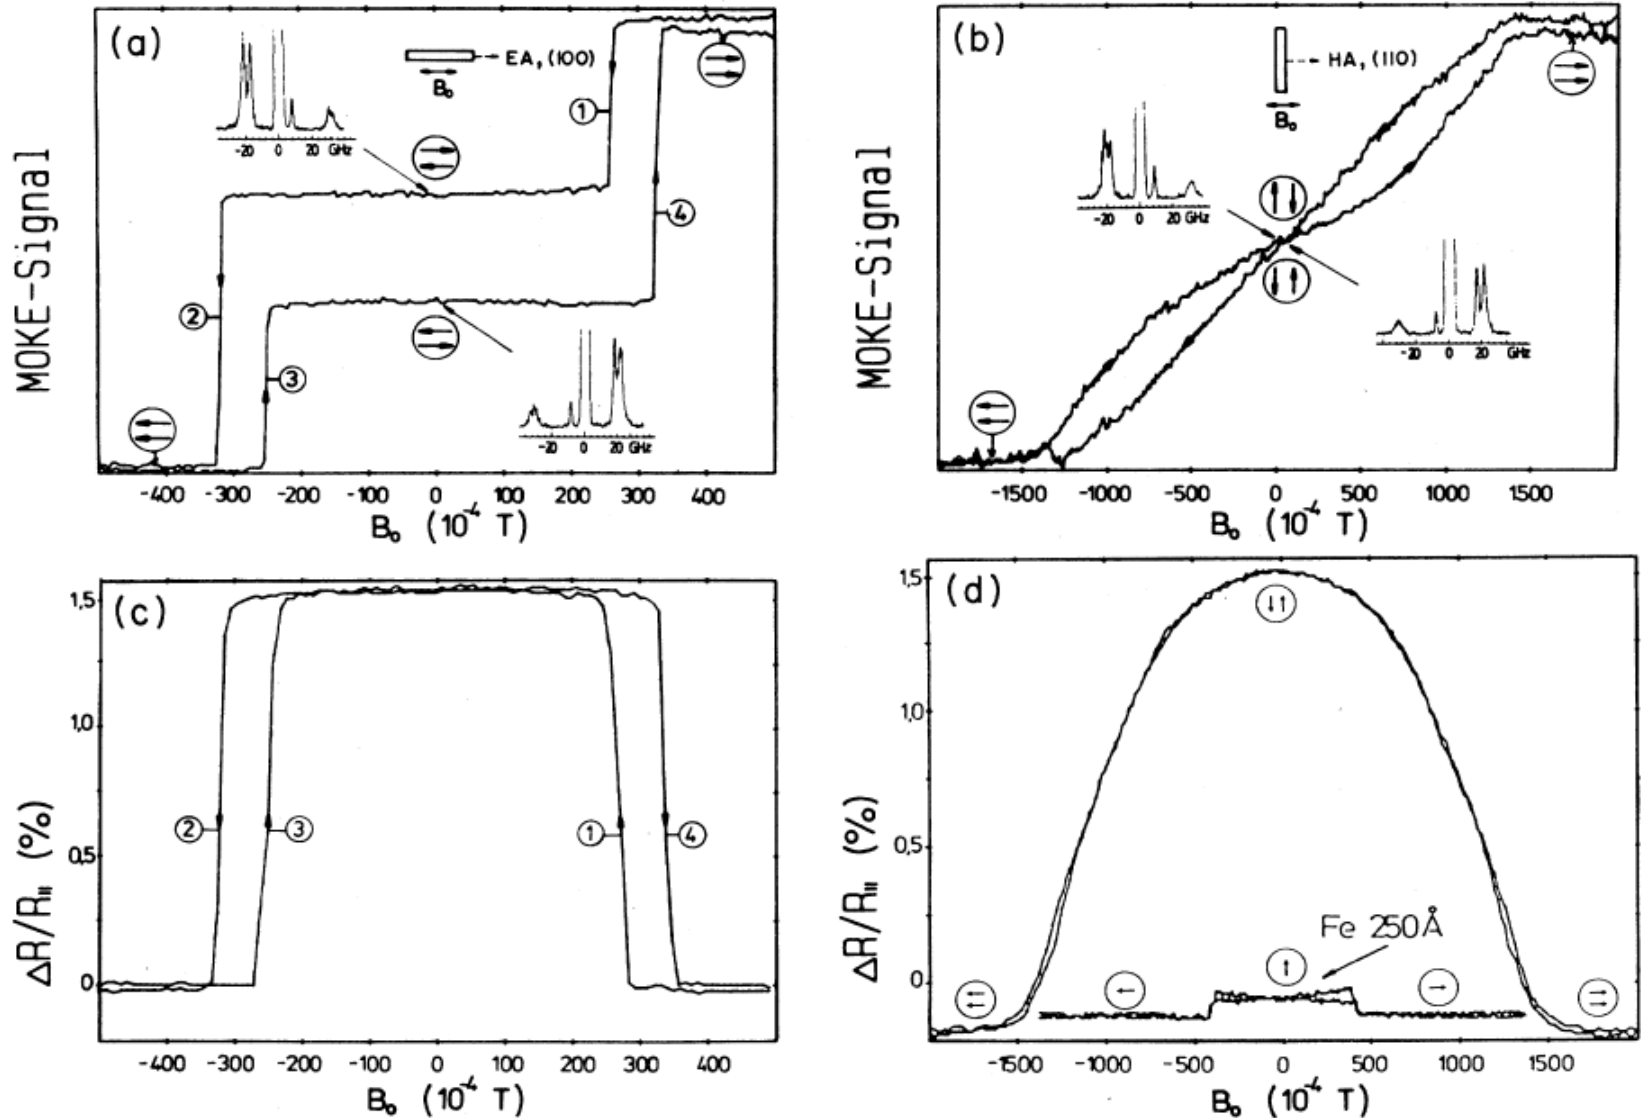 (a)
EA, (100)
B₀
①
②
③
④
-20 0 20 GHz
-20 0 20 GHz
MOKE-Signal
-400 -300 -200 -100 0 100 200 300 400
B₀ (10⁻⁴ T)
(b)
HA, (110)
B₀
-20 0 20 GHz
-20 0 20 GHz
MOKE-Signal
-1500 -1000 -500 0 500 1000 1500
B₀ (10⁻⁴ T)
(c)
1,5
1,0
0,5
0
② ③ ① ④
ΔR/R₍ıı₎ (%)
-400 -300 -200 -100 0 100 200 300 400
B₀ (10⁻⁴ T)
(d)
1,5
1,0
0,5
0
Fe 250Å
ΔR/R₍ıı₎ (%)
-1500 -1000 -500 0 500 1000 1500
B₀ (10⁻⁴ T)